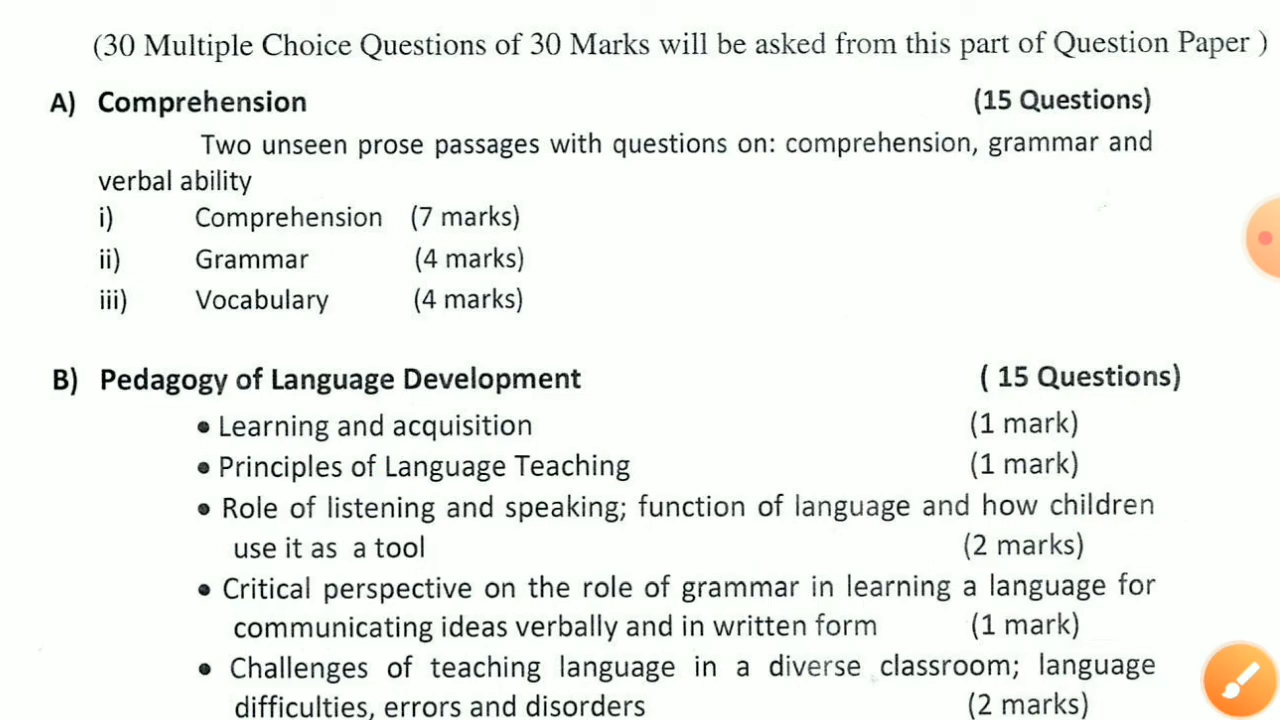 (30 Multiple Choice Questions of 30 Marks will be asked from this part of Question Paper )
A) Comprehension (15 Questions)
Two unseen prose passages with questions on: comprehension, grammar and
verbal ability
i) Comprehension (7 marks)
ii) Grammar (4 marks)
iii) Vocabulary (4 marks)
B) Pedagogy of Language Development ( 15 Questions)
• Learning and acquisition (1 mark)
• Principles of Language Teaching (1 mark)
• Role of listening and speaking; function of language and how children
use it as a tool (2 marks)
• Critical perspective on the role of grammar in learning a language for
communicating ideas verbally and in written form (1 mark)
• Challenges of teaching language in a diverse classroom; language
difficulties, errors and disorders (2 marks)